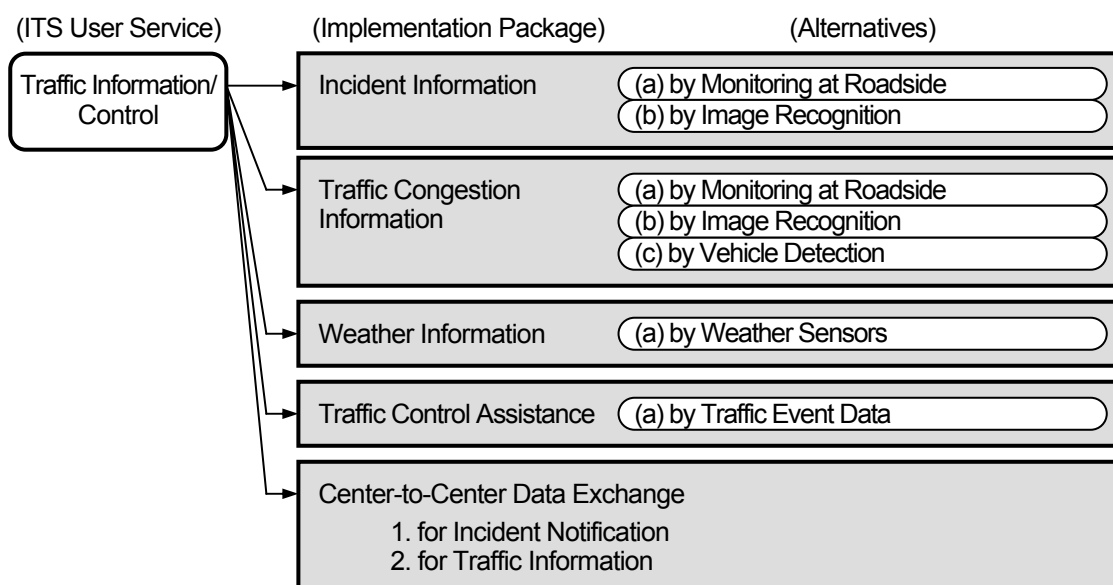 (ITS User Service)
(Implementation Package)
(Alternatives)
Traffic Information/
Control
Incident Information
(a) by Monitoring at Roadside
(b) by Image Recognition
Traffic Congestion
Information
(a) by Monitoring at Roadside
(b) by Image Recognition
(c) by Vehicle Detection
Weather Information
(a) by Weather Sensors
Traffic Control Assistance
(a) by Traffic Event Data
Center-to-Center Data Exchange
1. for Incident Notification
2. for Traffic Information